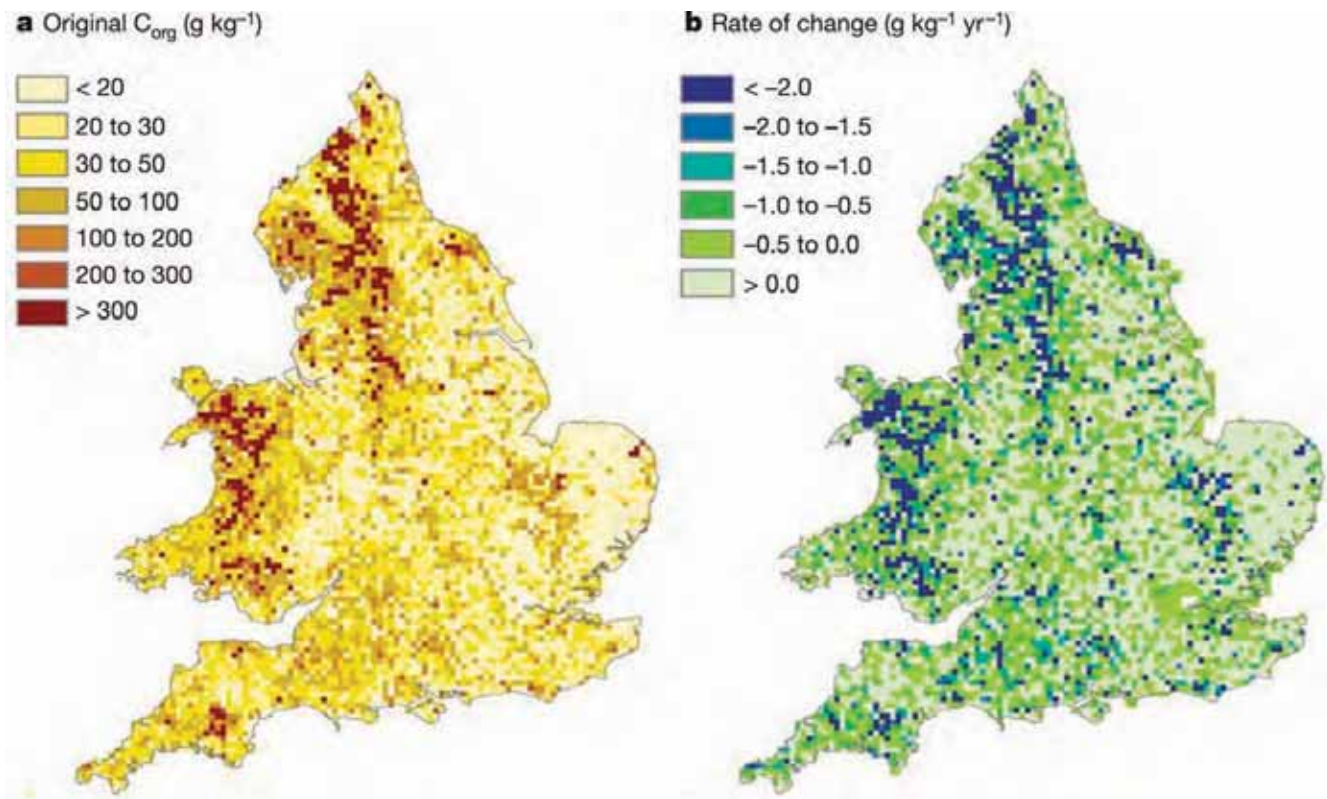 a Original Corg (g kg⁻¹)
< 20
20 to 30
30 to 50
50 to 100
100 to 200
200 to 300
> 300
b Rate of change (g kg⁻¹ yr⁻¹)
< –2.0
–2.0 to –1.5
–1.5 to –1.0
–1.0 to –0.5
–0.5 to 0.0
> 0.0